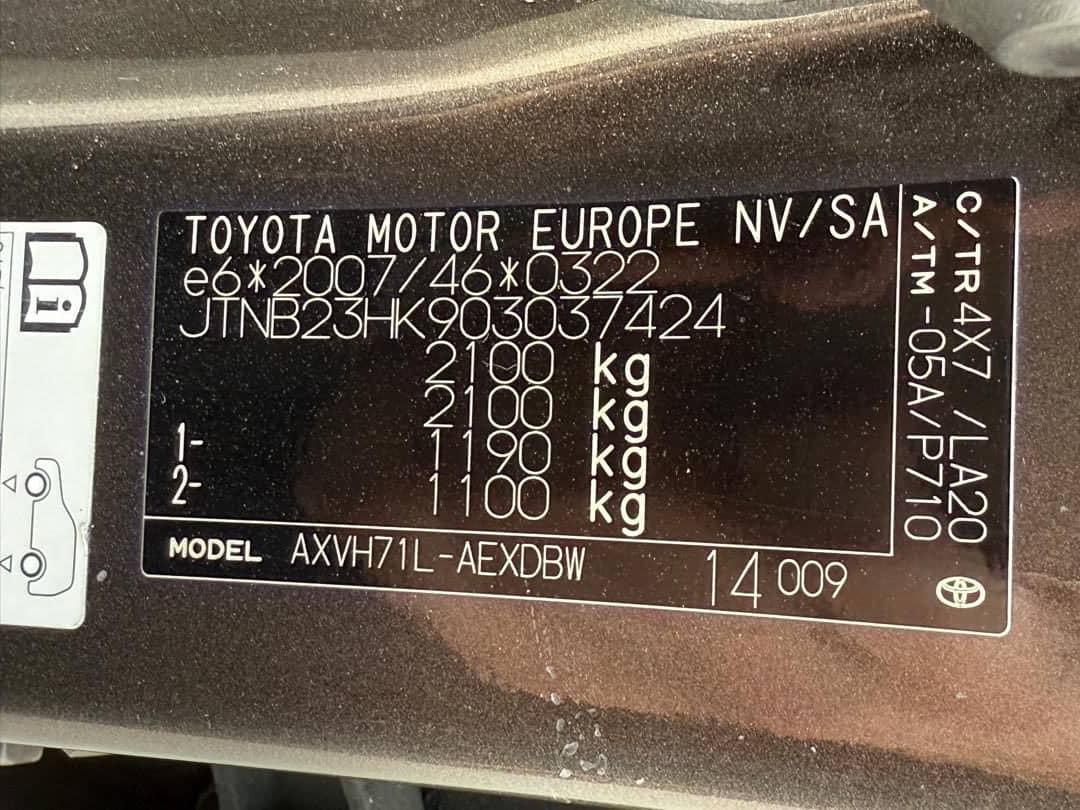 TOYOTA MOTOR EUROPE NV/SA
e6*2007/46*0322
JTNB23HK903037424
2100 kg
2100 kg
1- 1190 kg
2- 1100 kg
MODEL AXVH71L-AEXDBW 14 009
C/TR 4X7 /LA20
A/TM -05A/P710
i